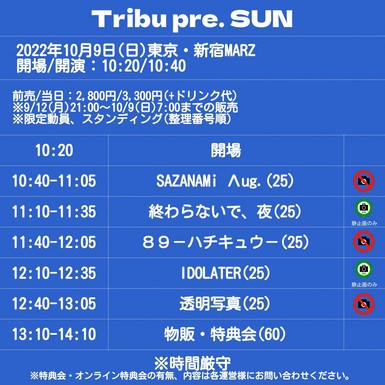 Tribu pre. SUN
2022年10月9日(日)東京・新宿MARZ
開場/開演：10:20/10:40
前売/当日：2,800円/3,300円(+ドリンク代)
※9/12(月)21:00〜10/9(日)7:00までの販売
※限定動員、スタンディング(整理番号順)
10:20 開場
10:40-11:05 SAZANAMi Λug.(25)
11:10-11:35 終わらないで、夜(25)
静止画のみ
11:40-12:05 ８９－ハチキュウ－(25)
12:10-12:35 IDOLATER(25)
静止画のみ
12:40-13:05 透明写真(25)
13:10-14:10 物販・特典会(60)
※時間厳守
※特典会・オンライン特典会の有無、内容は各運営様にお問い合わせください。